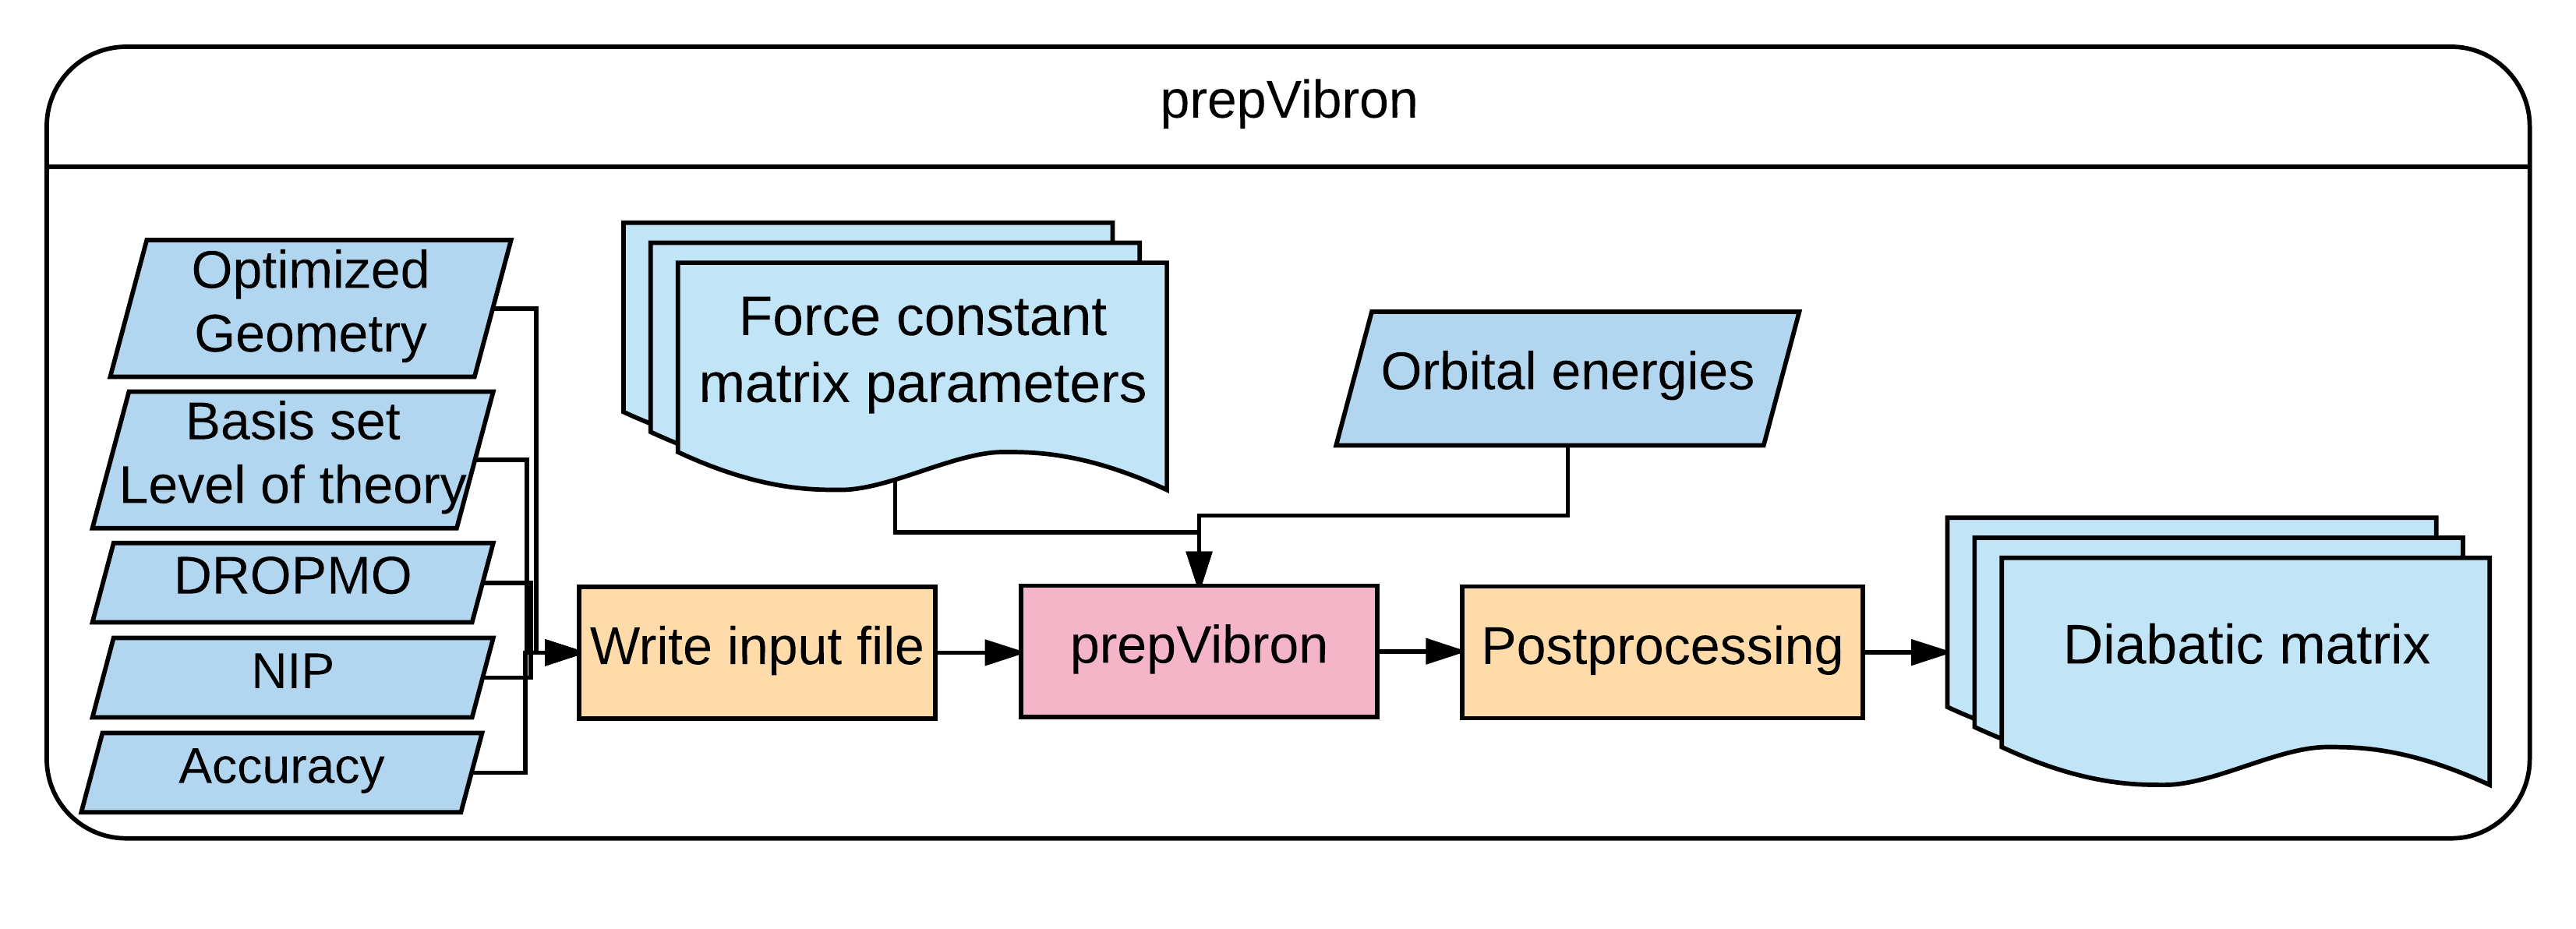 prepVibron
Optimized
Geometry
Basis set
Level of theory
DROPMO
NIP
Accuracy
Force constant
matrix parameters
Orbital energies
Write input file
prepVibron
Postprocessing
Diabatic matrix